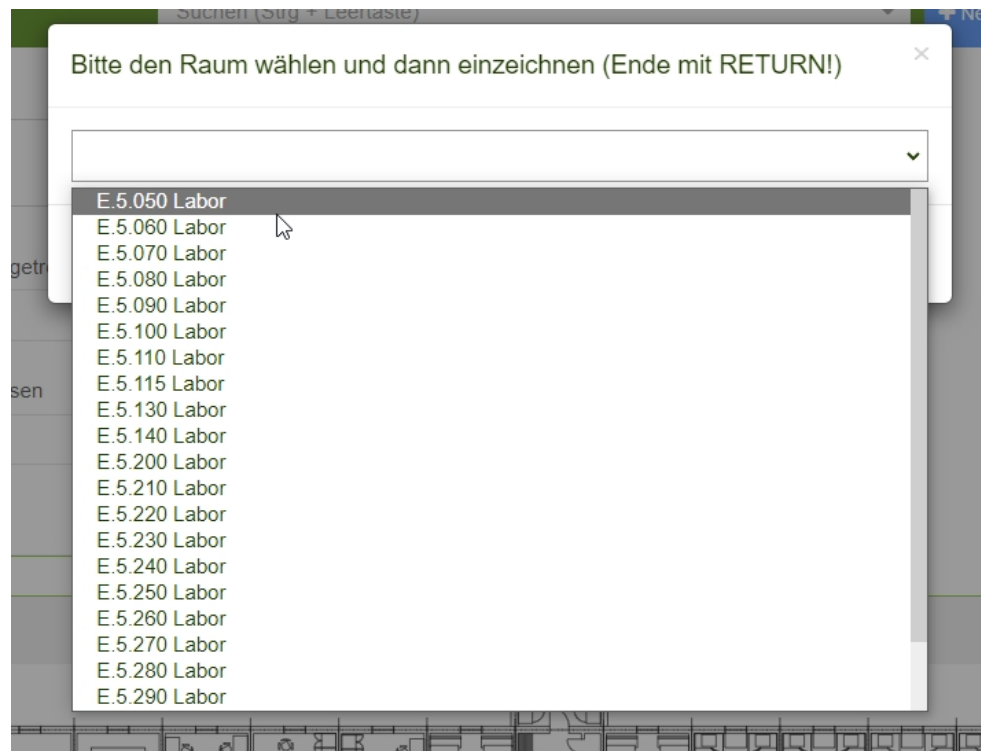 Suchen (Strg + Leertaste)
Bitte den Raum wählen und dann einzeichnen (Ende mit RETURN!)
E.5.050 Labor
E.5.060 Labor
E.5.070 Labor
E.5.080 Labor
E.5.090 Labor
E.5.100 Labor
E.5.110 Labor
E.5.115 Labor
E.5.130 Labor
E.5.140 Labor
E.5.200 Labor
E.5.210 Labor
E.5.220 Labor
E.5.230 Labor
E.5.240 Labor
E.5.250 Labor
E.5.260 Labor
E.5.270 Labor
E.5.280 Labor
E.5.290 Labor